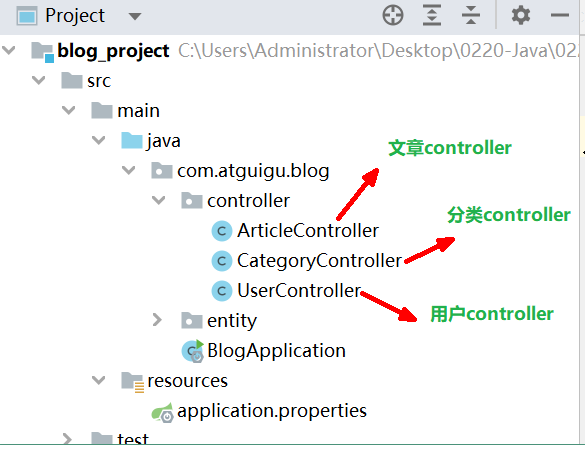 Project
blog_project C:\Users\Administrator\Desktop\0220-Java\02
src
main
java
com.atguigu.blog
controller
文章controller
ArticleController
分类controller
CategoryController
UserController
用户controller
entity
BlogApplication
resources
application.properties
test